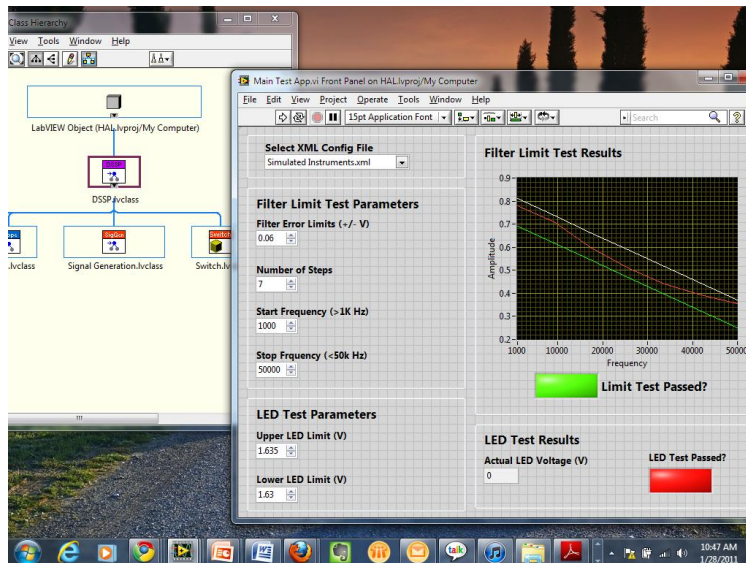 Class Hierarchy
View Tools Window Help
LabVIEW Object (HAL.lvproj/My Computer)
DSSP
DSSP.lvclass
SigGen
Switch
.lvclass
Signal Generation.lvclass
Switch.lv
Main Test App.vi Front Panel on HAL.lvproj/My Computer
File Edit View Project Operate Tools Window Help
15pt Application Font
Search
Select XML Config File
Simulated Instruments.xml
Filter Limit Test Parameters
Filter Error Limits (+/- V)
0.06
Number of Steps
7
Start Frequency (>1K Hz)
1000
Stop Frquency (<50k Hz)
50000
LED Test Parameters
Upper LED Limit (V)
1.635
Lower LED Limit (V)
1.63
Filter Limit Test Results
0.9
0.8
0.7
0.6
0.5
0.4
0.3
0.2
Amplitude
1000 10000 20000 30000 40000 50000
Frequency
Limit Test Passed?
LED Test Results
Actual LED Voltage (V)
0
LED Test Passed?
talk
10:47 AM
1/28/2011